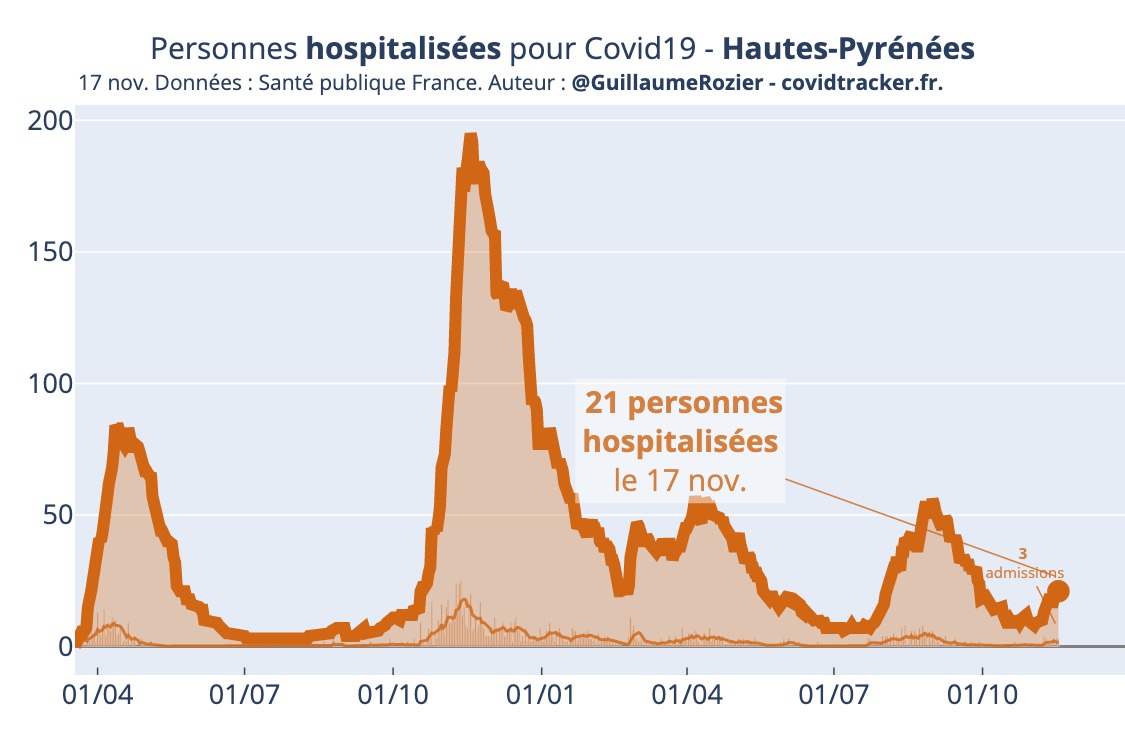 Personnes hospitalisées pour Covid19 - Hautes-Pyrénées
17 nov. Données : Santé publique France. Auteur : @GuillaumeRozier - covidtracker.fr.
200
150
100
50
0
21 personnes
hospitalisées
le 17 nov.
3
admissions
01/04 01/07 01/10 01/01 01/04 01/07 01/10